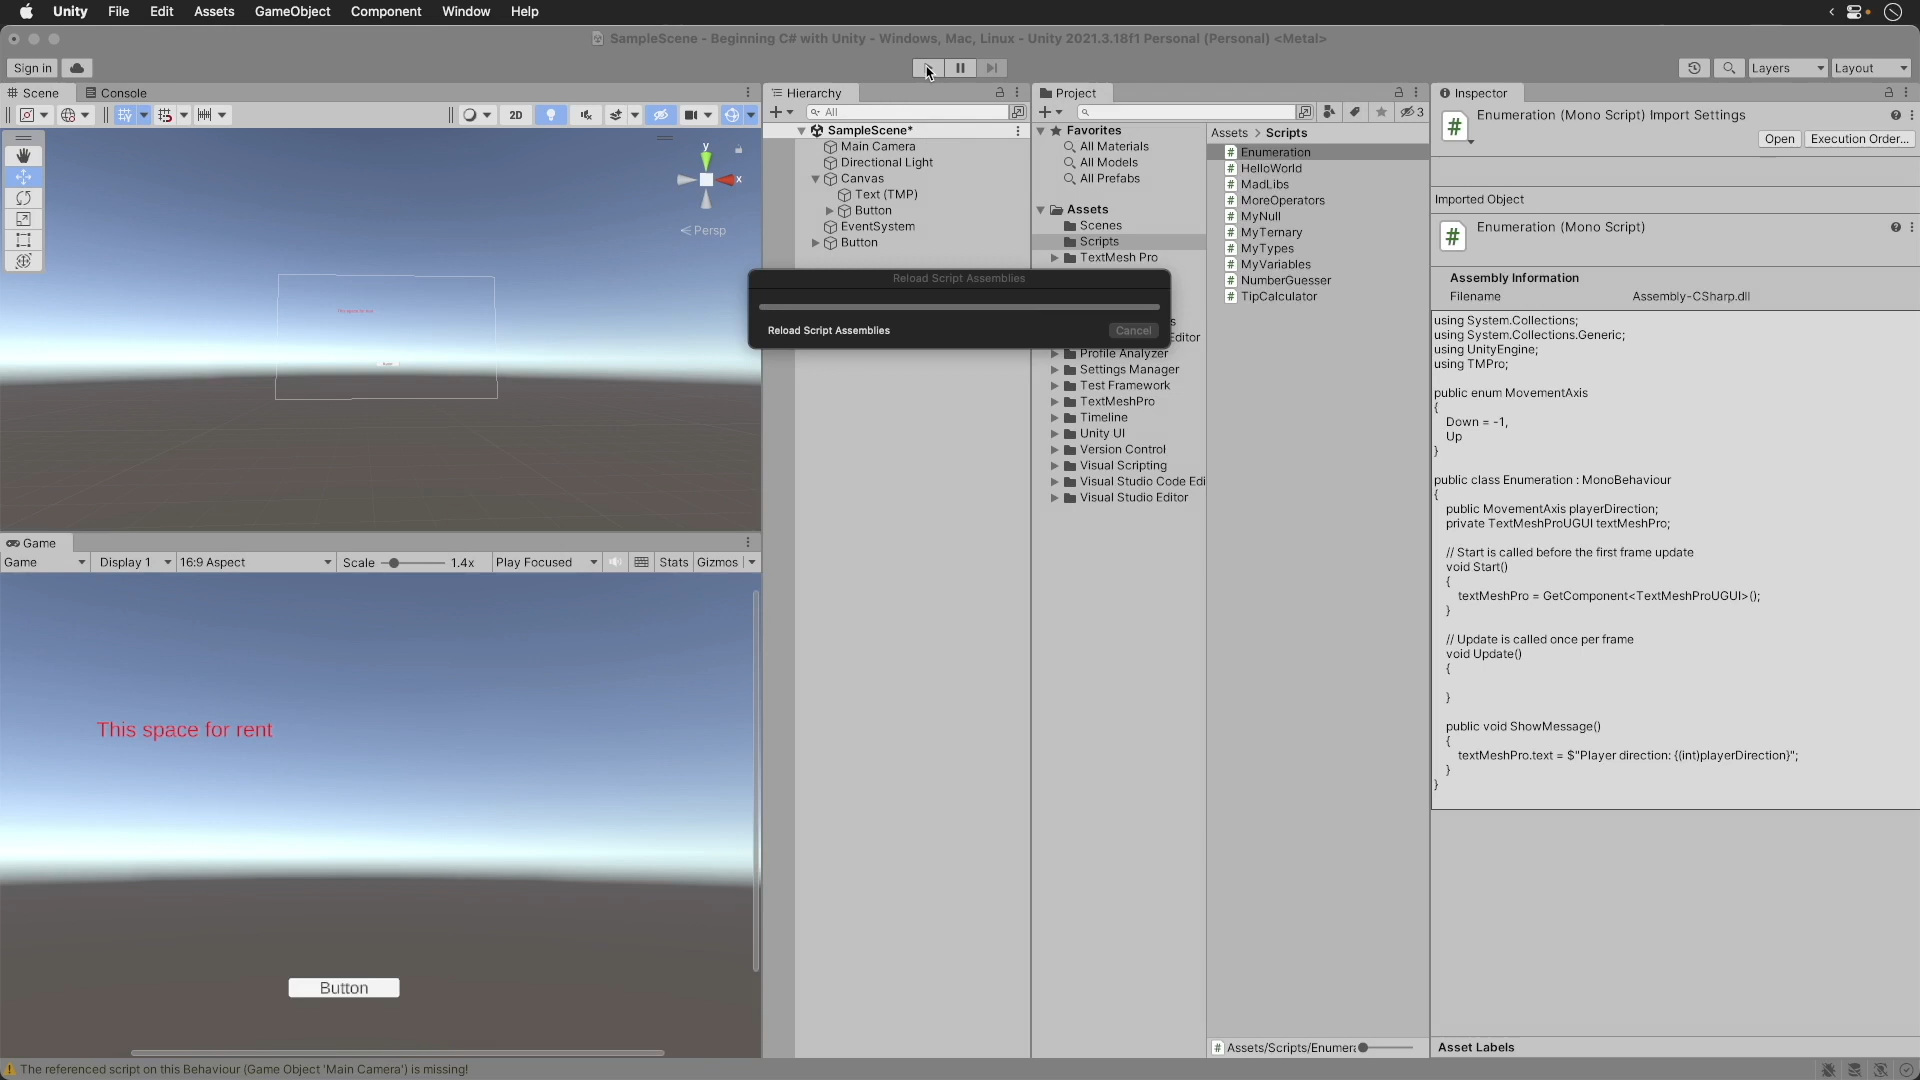 Unity File Edit Assets GameObject Component Window Help
SampleScene - Beginning C# with Unity - Windows, Mac, Linux - Unity 2021.3.18f1 Personal (Personal) <Metal>
Sign in
Layers
Layout
Scene
Console
2D
y
x
Persp
Game
Game
Display 1
16:9 Aspect
Scale
1.4x
Play Focused
Stats
Gizmos
This space for rent
Button
Hierarchy
All
SampleScene*
Main Camera
Directional Light
Canvas
Text (TMP)
Button
EventSystem
Button
Reload Script Assemblies
Reload Script Assemblies
Cancel
Project
3
Favorites
All Materials
All Models
All Prefabs
Assets
Scenes
Scripts
TextMesh Pro
s
Editor
Profile Analyzer
Settings Manager
Test Framework
TextMeshPro
Timeline
Unity UI
Version Control
Visual Scripting
Visual Studio Code Edi
Visual Studio Editor
Assets > Scripts
Enumeration
HelloWorld
MadLibs
MoreOperators
MyNull
MyTernary
MyTypes
MyVariables
NumberGuesser
TipCalculator
Assets/Scripts/Enumera
Inspector
Enumeration (Mono Script) Import Settings
Open
Execution Order...
Imported Object
Enumeration (Mono Script)
Assembly Information
Filename Assembly-CSharp.dll
using System.Collections;
using System.Collections.Generic;
using UnityEngine;
using TMPro;
public enum MovementAxis
{
Down = -1,
Up
}
public class Enumeration : MonoBehaviour
{
public MovementAxis playerDirection;
private TextMeshProUGUI textMeshPro;
// Start is called before the first frame update
void Start()
{
textMeshPro = GetComponent<TextMeshProUGUI>();
}
// Update is called once per frame
void Update()
{
}
public void ShowMessage()
{
textMeshPro.text = $"Player direction: {(int)playerDirection}";
}
}
Asset Labels
The referenced script on this Behaviour (Game Object 'Main Camera') is missing!